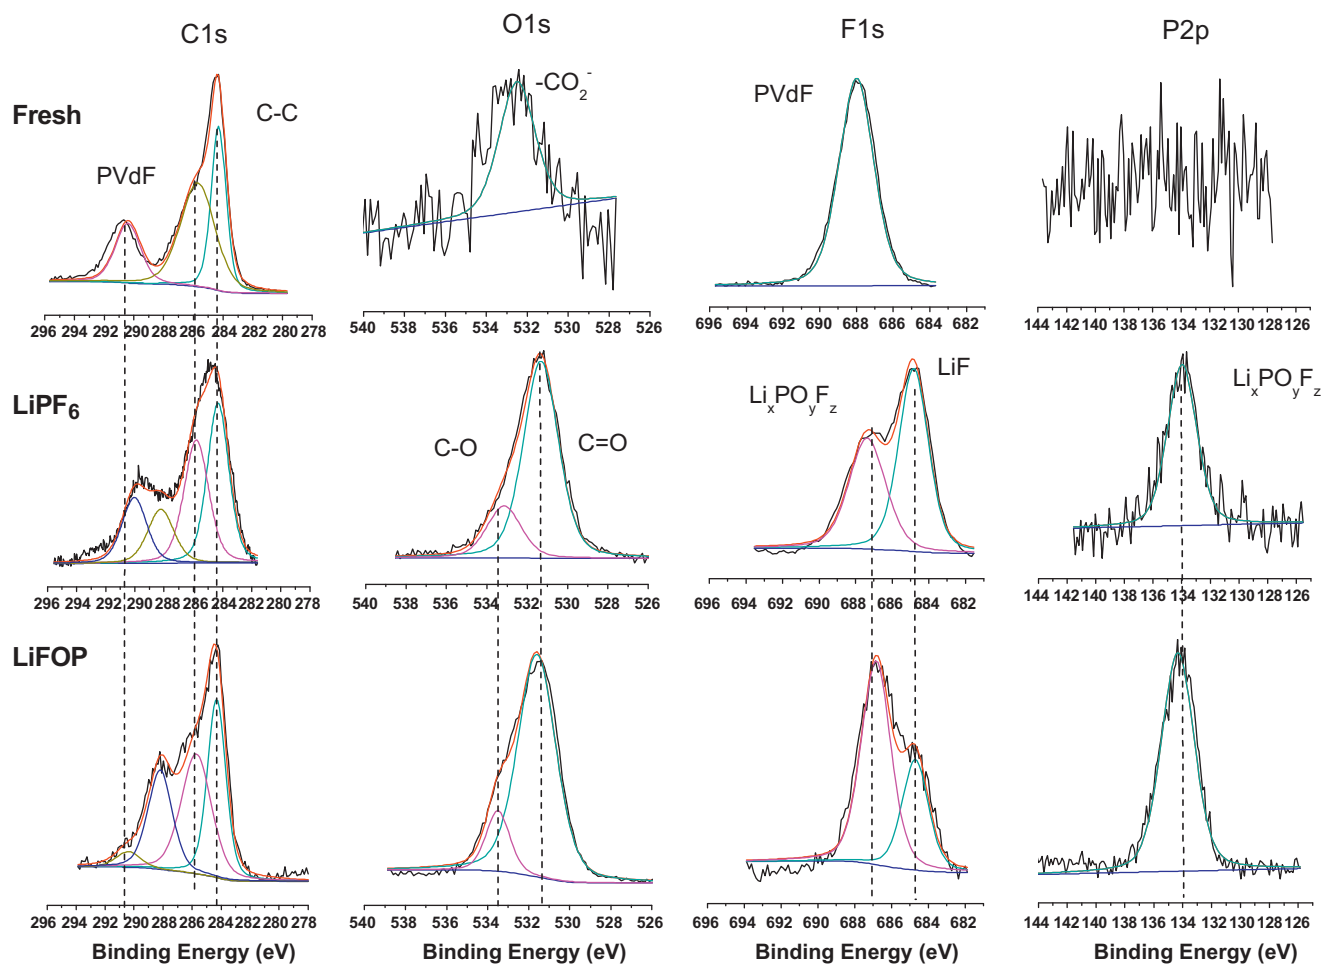 C1s O1s F1s P2p
Fresh
C-C
PVdF
-CO2-
PVdF
296 294 292 290 288 286 284 282 280 278
540 538 536 534 532 530 528 526
696 694 692 690 688 686 684 682
144 142 140 138 136 134 132 130 128 126
LiPF6
C-O
C=O
LixPOyFz
LiF
LixPOyFz
296 294 292 290 288 286 284 282 280 278
540 538 536 534 532 530 528 526
696 694 692 690 688 686 684 682
144 142 140 138 136 134 132 130 128 126
LiFOP
296 294 292 290 288 286 284 282 280 278
540 538 536 534 532 530 528 526
696 694 692 690 688 686 684 682
144 142 140 138 136 134 132 130 128 126
Binding Energy (eV) Binding Energy (eV) Binding Energy (eV) Binding Energy (eV)